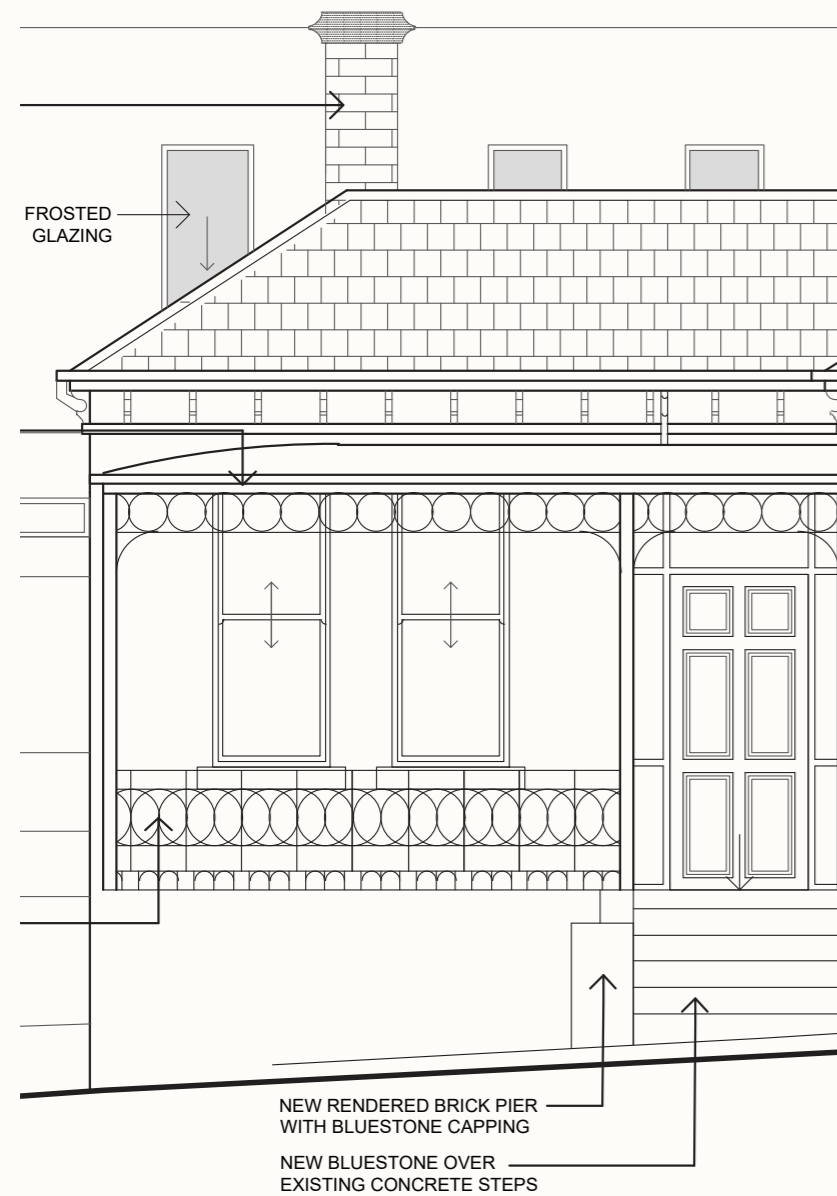 FROSTED
GLAZING
NEW RENDERED BRICK PIER
WITH BLUESTONE CAPPING
NEW BLUESTONE OVER
EXISTING CONCRETE STEPS